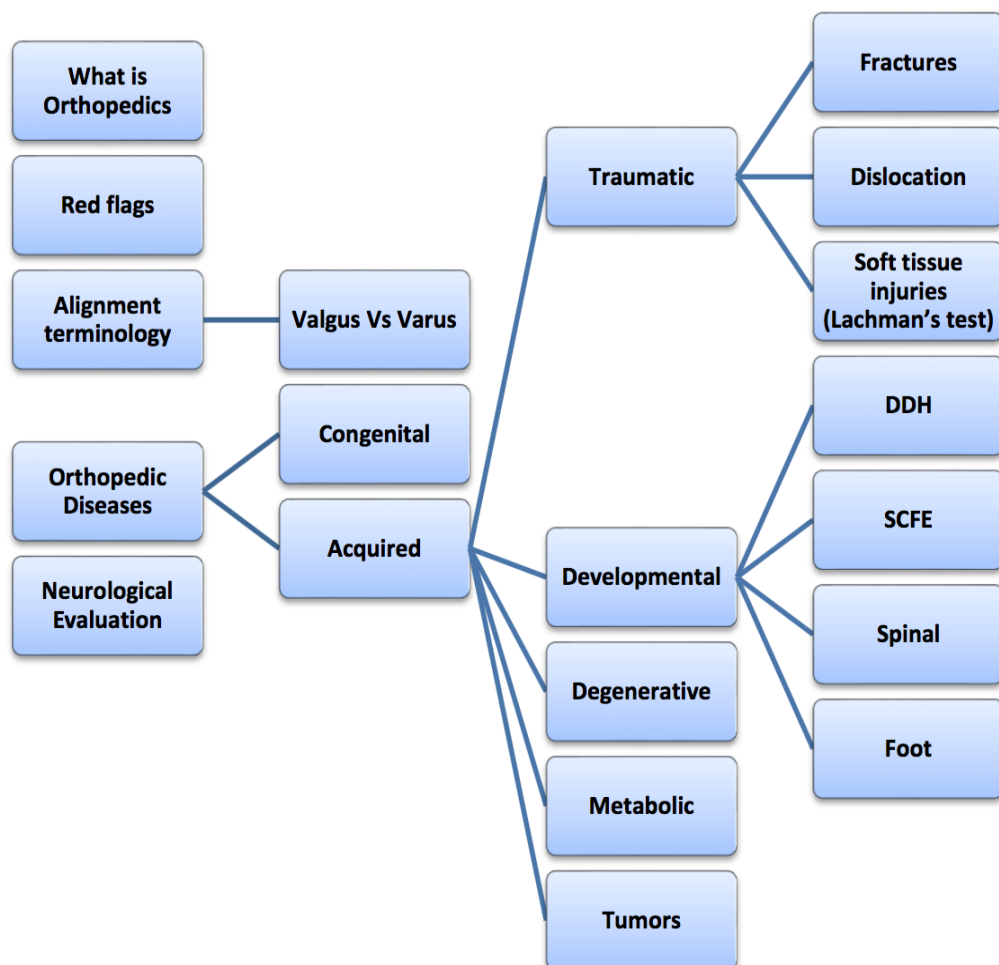 What is
Orthopedics
Red flags
Alignment
terminology
Valgus Vs Varus
Orthopedic
Diseases
Congenital
Acquired
Neurological
Evaluation
Traumatic
Fractures
Dislocation
Soft tissue
injuries
(Lachman’s test)
Developmental
DDH
SCFE
Spinal
Foot
Degenerative
Metabolic
Tumors